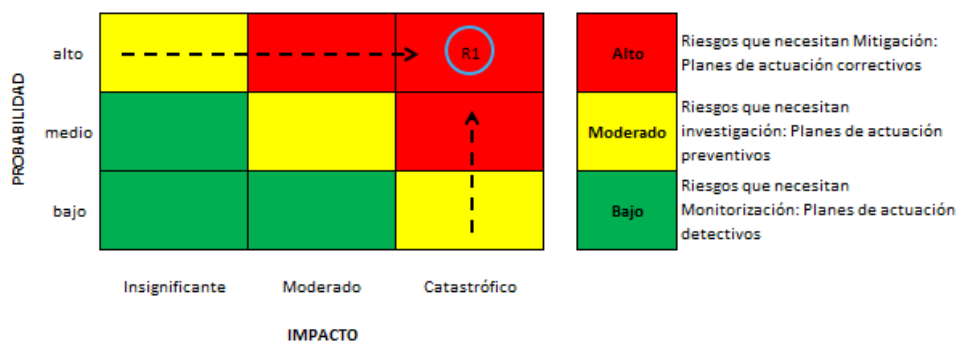 PROBABILIDAD
alto
R1
medio
bajo
Insignificante
Moderado
Catastrófico
IMPACTO
Alto
Riesgos que necesitan Mitigación:
Planes de actuación correctivos
Moderado
Riesgos que necesitan
investigación: Planes de actuación
preventivos
Bajo
Riesgos que necesitan
Monitorización: Planes de actuación
detectivos